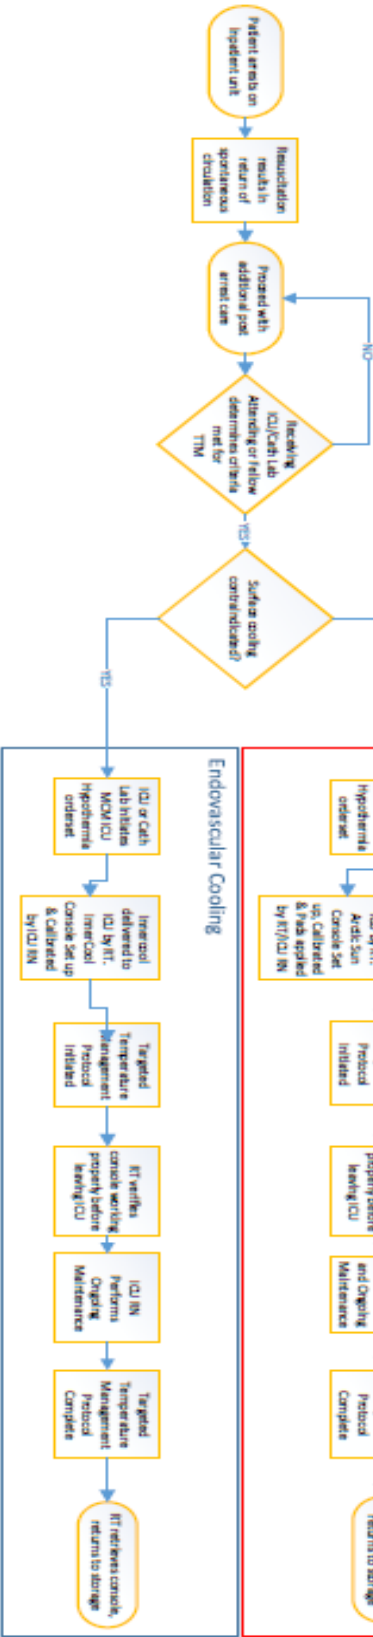 Patient arrests on
Inpatient unit
Resuscitation
results in
return of
spontaneous
circulation
Proceed with
additional post
arrest care
NO
Receiving
ICU/Cath Lab
Attending or Fellow
determines criteria
met for
TTM
YES
Surface cooling
contraindicated?
YES
Hypothermia
orderset
Arctic Sun
Console Set
up, Calibrated
& Pads applied
by RT/ICU RN
Protocol
Initiated
properly before
leaving ICU
and Ongoing
Maintenance
Protocol
Complete
returns to storage
Endovascular Cooling
ICU or Cath
Lab Initiates
MCM ICU
Hypothermia
orderset
Innercool
delivered to
ICU by RT.
InnerCool
Console Set up
& Calibrated
by ICU RN
Targeted
Temperature
Management
Protocol
Initiated
RT verifies
console working
properly before
leaving ICU
ICU RN
Performs
Ongoing
Maintenance
Targeted
Temperature
Management
Protocol
Complete
RT retrieves console,
returns to storage